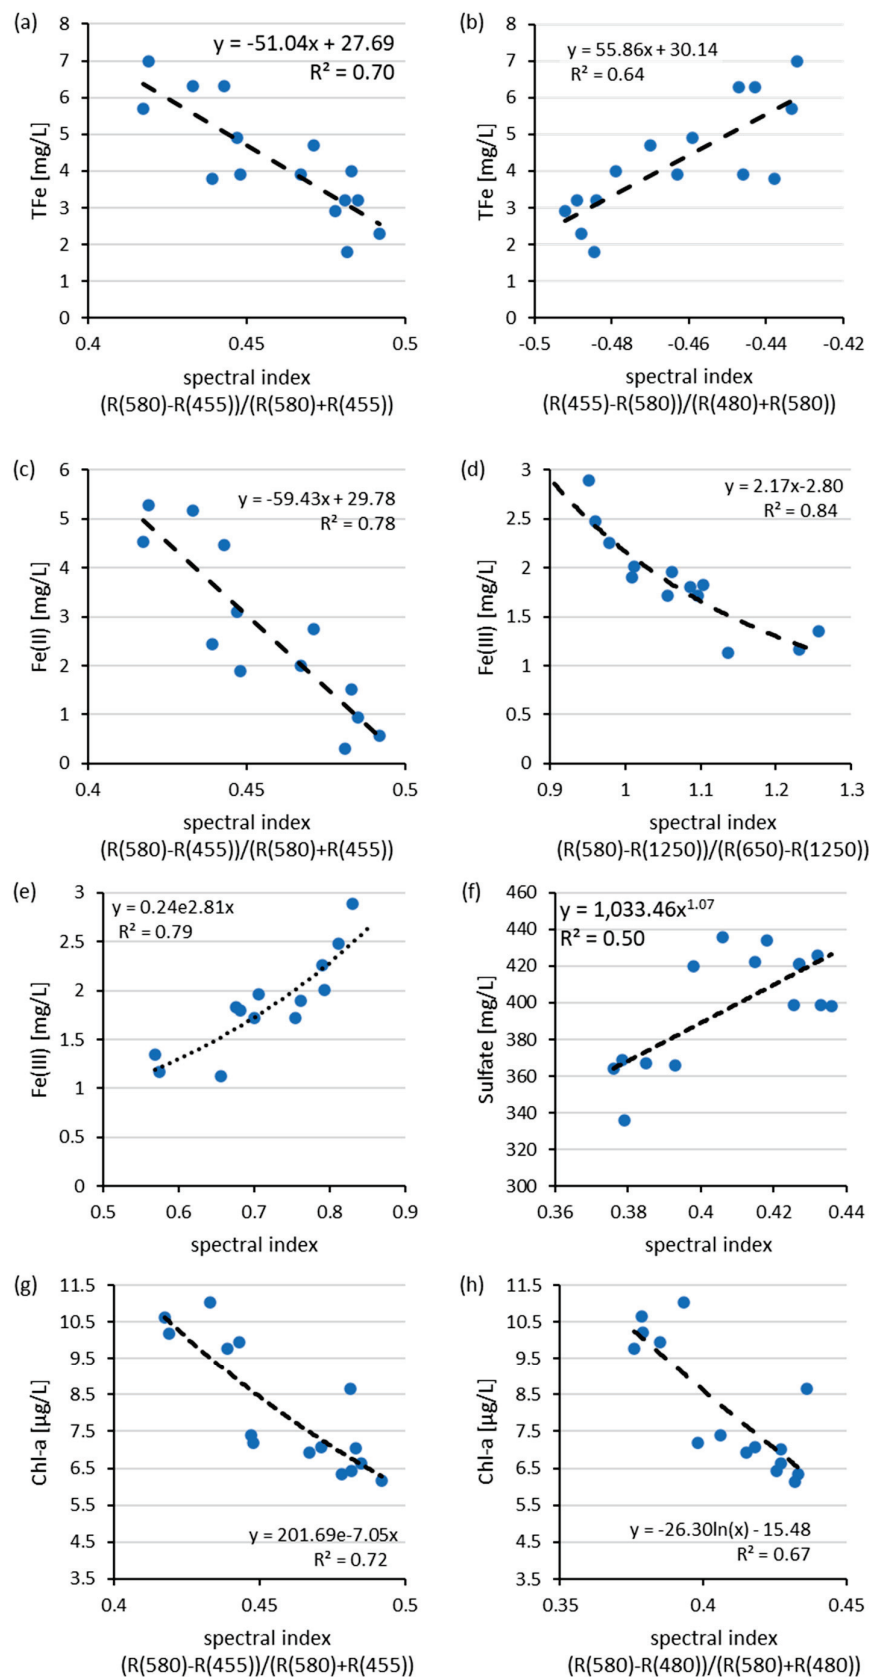 (a)
y = -51.04x + 27.69
R² = 0.70
8
7
6
5
4
3
2
1
0
TFe [mg/L]
0.4 0.45 0.5
spectral index
(R(580)-R(455))/(R(580)+R(455))
(b)
y = 55.86x + 30.14
R² = 0.64
8
7
6
5
4
3
2
1
0
TFe [mg/L]
-0.5 -0.48 -0.46 -0.44 -0.42
spectral index
(R(455)-R(580))/(R(480)+R(580))
(c)
y = -59.43x + 29.78
R² = 0.78
6
5
4
3
2
1
0
Fe(II) [mg/L]
0.4 0.45 0.5
spectral index
(R(580)-R(455))/(R(580)+R(455))
(d)
y = 2.17x-2.80
R² = 0.84
3
2.5
2
1.5
1
0.5
0
Fe(III) [mg/L]
0.9 1 1.1 1.2 1.3
spectral index
(R(580)-R(1250))/(R(650)-R(1250))
(e)
y = 0.24e2.81x
R² = 0.79
3
2.5
2
1.5
1
0.5
0
Fe(III) [mg/L]
0.5 0.6 0.7 0.8 0.9
spectral index
(f)
y = 1,033.46x^1.07
R² = 0.50
460
440
420
400
380
360
340
320
300
Sulfate [mg/L]
0.36 0.38 0.4 0.42 0.44
spectral index
(g)
11.5
10.5
9.5
8.5
7.5
6.5
5.5
4.5
3.5
Chl-a [µg/L]
y = 201.69e-7.05x
R² = 0.72
0.4 0.45 0.5
spectral index
(R(580)-R(455))/(R(580)+R(455))
(h)
11.5
10.5
9.5
8.5
7.5
6.5
5.5
4.5
3.5
Chl-a [µg/L]
y = -26.30ln(x) - 15.48
R² = 0.67
0.35 0.4 0.45
spectral index
(R(580)-R(480))/(R(580)+R(480))